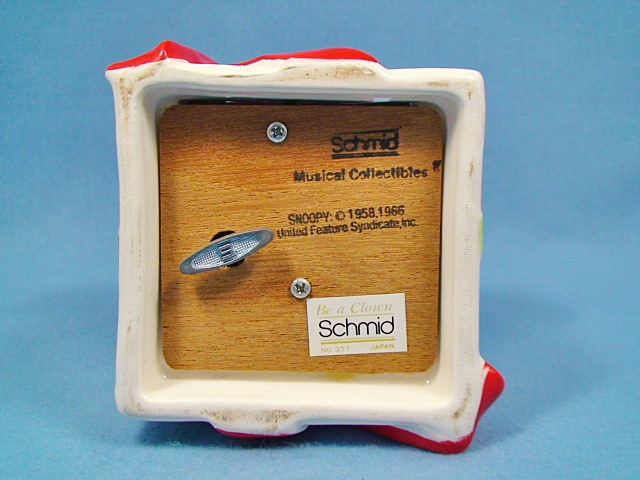 Schmid
Musical Collectibles
SNOOPY: © 1958,1966
United Feature Syndicate,Inc.
Be a Clown
Schmid
NO 377 JAPAN